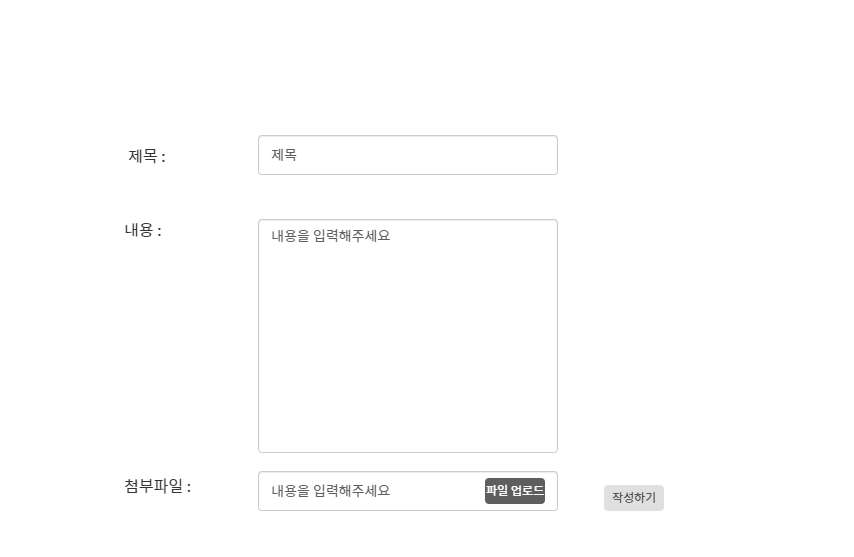 제목 :
제목
내용 :
내용을 입력해주세요
첨부파일 :
내용을 입력해주세요
파일 업로드
작성하기